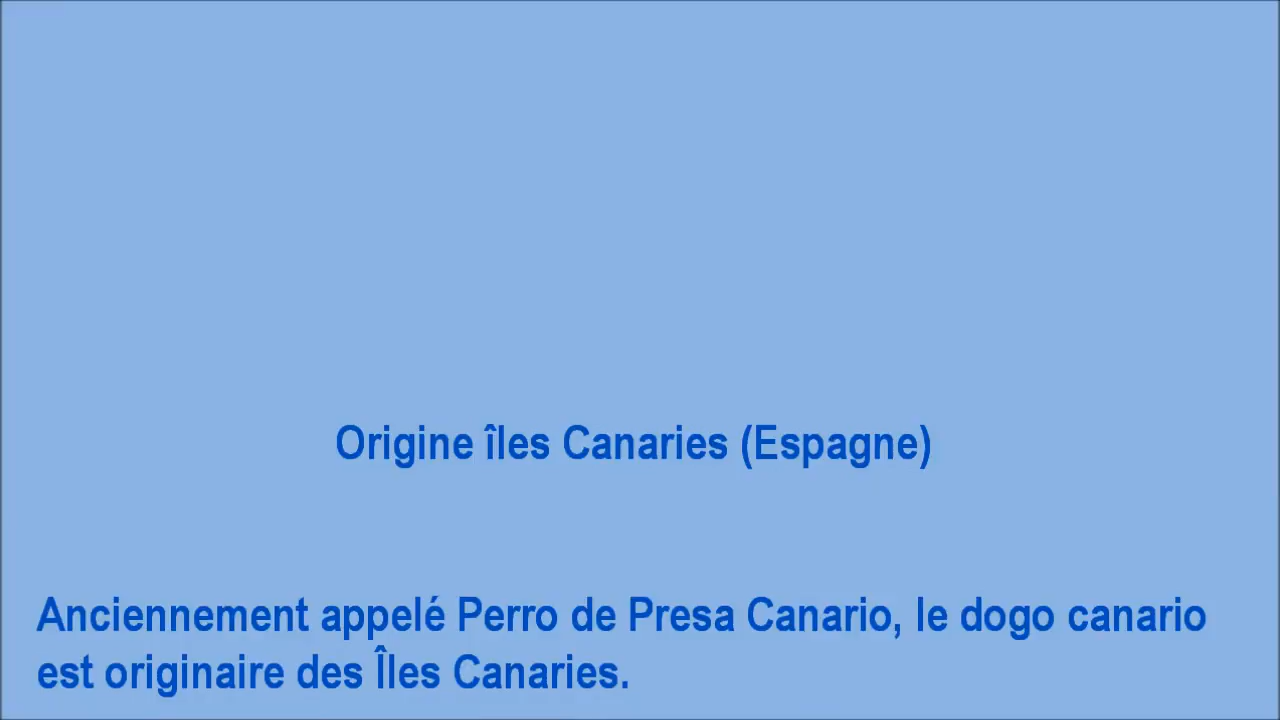 Origine îles Canaries (Espagne)
Anciennement appelé Perro de Presa Canario, le dogo canario
est originaire des Îles Canaries.